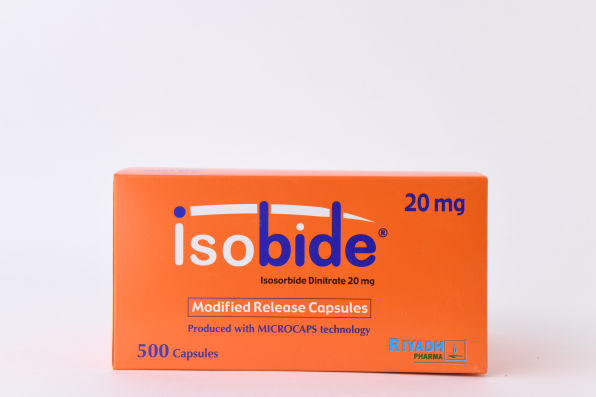 20 mg
isobide®
Isosorbide Dinitrate 20 mg
Modified Release Capsules
Produced with MICROCAPS technology
500 Capsules
RIYADH
PHARMA